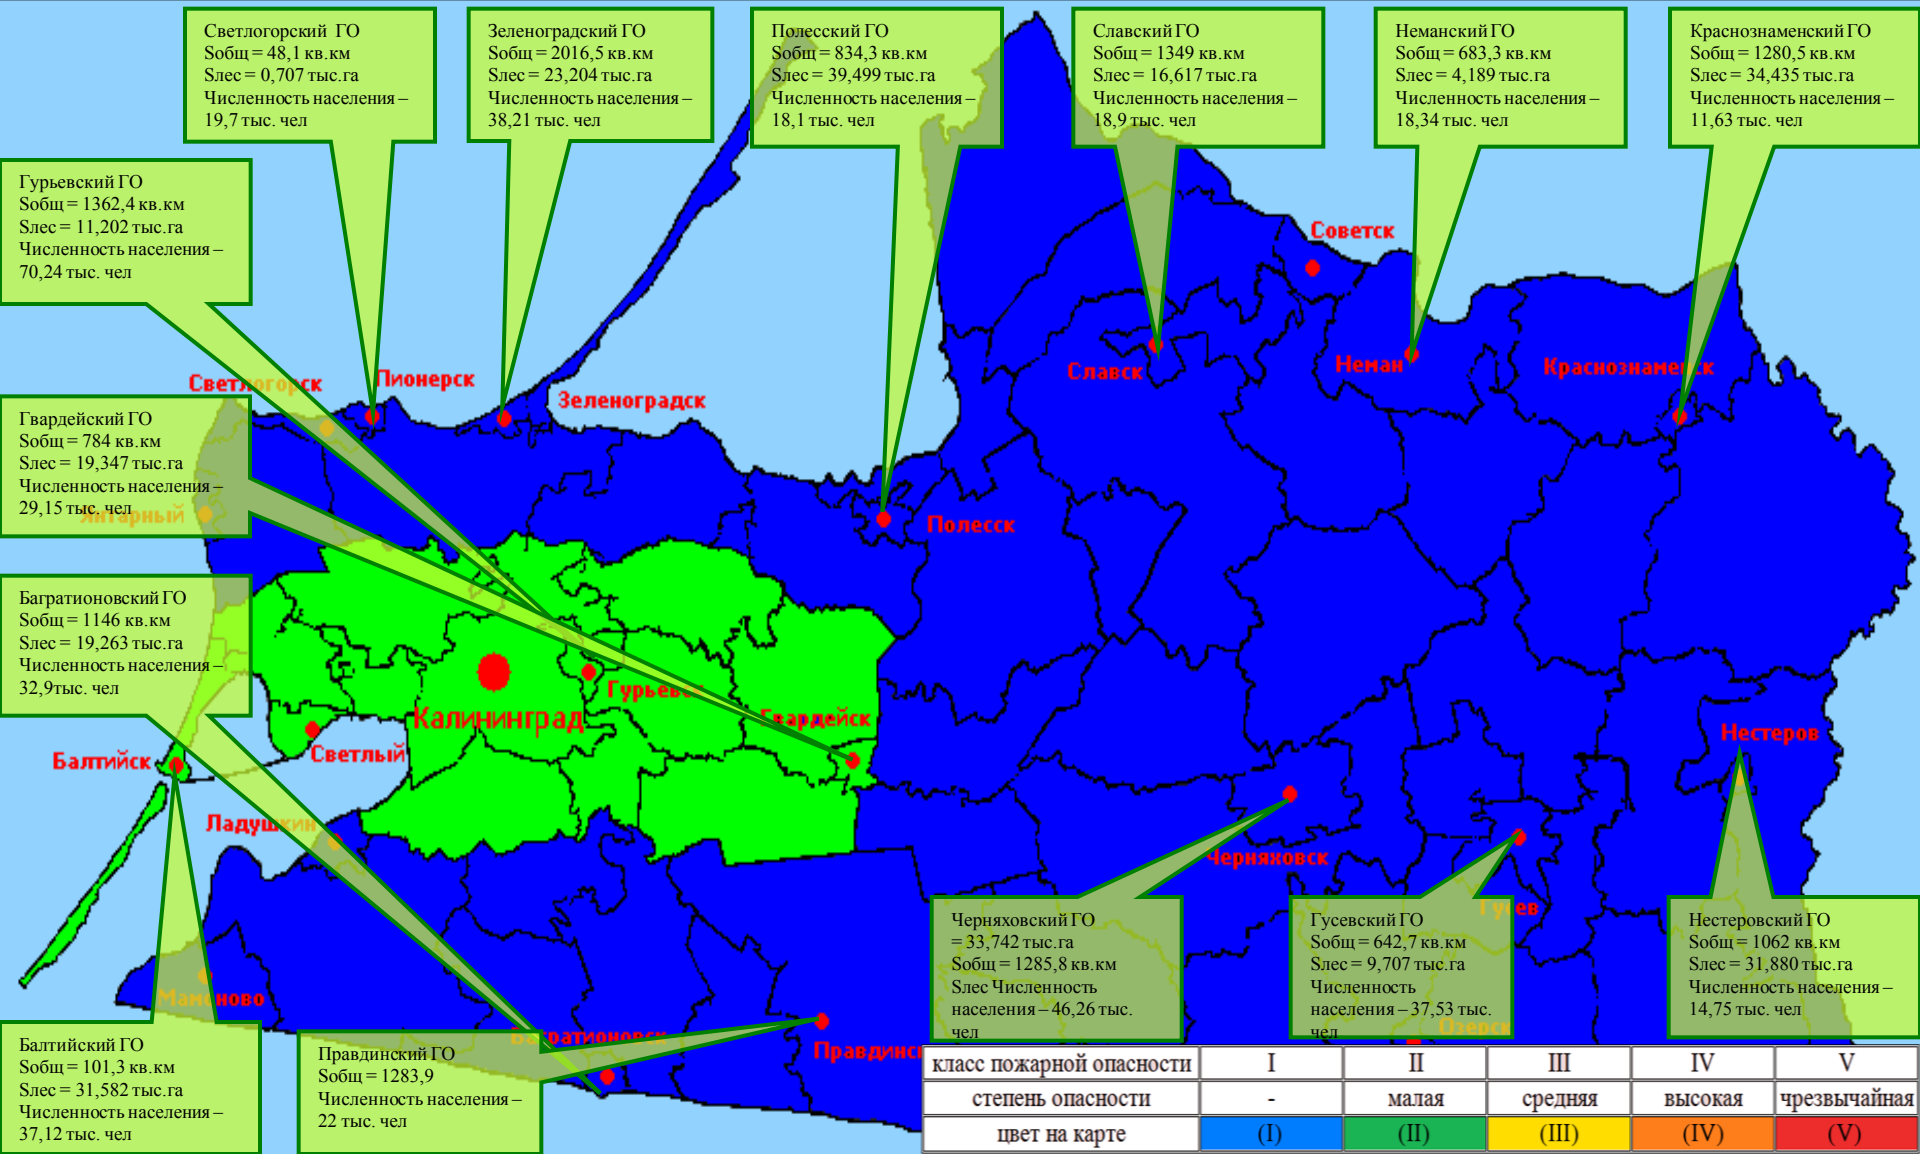 Светлогорский ГО
Sобщ = 48,1 кв.км
Sлес = 0,707 тыс.га
Численность населения –
19,7 тыс. чел
Зеленоградский ГО
Sобщ = 2016,5 кв.км
Sлес = 23,204 тыс.га
Численность населения –
38,21 тыс. чел
Полесский ГО
Sобщ = 834,3 кв.км
Sлес = 39,499 тыс.га
Численность населения –
18,1 тыс. чел
Славский ГО
Sобщ = 1349 кв.км
Sлес = 16,617 тыс.га
Численность населения –
18,9 тыс. чел
Неманский ГО
Sобщ = 683,3 кв.км
Sлес = 4,189 тыс.га
Численность населения –
18,34 тыс. чел
Краснознаменский ГО
Sобщ = 1280,5 кв.км
Sлес = 34,435 тыс.га
Численность населения –
11,63 тыс. чел
Гурьевский ГО
Sобщ = 1362,4 кв.км
Sлес = 11,202 тыс.га
Численность населения –
70,24 тыс. чел
Советск
Славск
Неман
Краснознаменск
Светлогорск
Пионерск
Зеленоградск
Гвардейский ГО
Sобщ = 784 кв.км
Sлес = 19,347 тыс.га
Численность населения –
29,15 тыс. чел
Янтарный
Полесск
Багратионовский ГО
Sобщ = 1146 кв.км
Sлес = 19,263 тыс.га
Численность населения –
32,9тыс. чел
Гурьевск
Калининград
Гвардейск
Нестеров
Светлый
Балтийск
Ладушкин
Черняховск
Гусев
Мамоново
Багратионовск
Правдинск
Озерск
Черняховский ГО
= 33,742 тыс.га
Sобщ = 1285,8 кв.км
Sлес Численность
населения – 46,26 тыс.
чел
Гусевский ГО
Sобщ = 642,7 кв.км
Sлес = 9,707 тыс.га
Численность
населения – 37,53 тыс.
чел
Нестеровский ГО
Sобщ = 1062 кв.км
Sлес = 31,880 тыс.га
Численность населения –
14,75 тыс. чел
Балтийский ГО
Sобщ = 101,3 кв.км
Sлес = 31,582 тыс.га
Численность населения –
37,12 тыс. чел
Правдинский ГО
Sобщ = 1283,9
Численность населения –
22 тыс. чел
класс пожарной опасности I II III IV V
степень опасности - малая средняя высокая чрезвычайная
цвет на карте (I) (II) (III) (IV) (V)